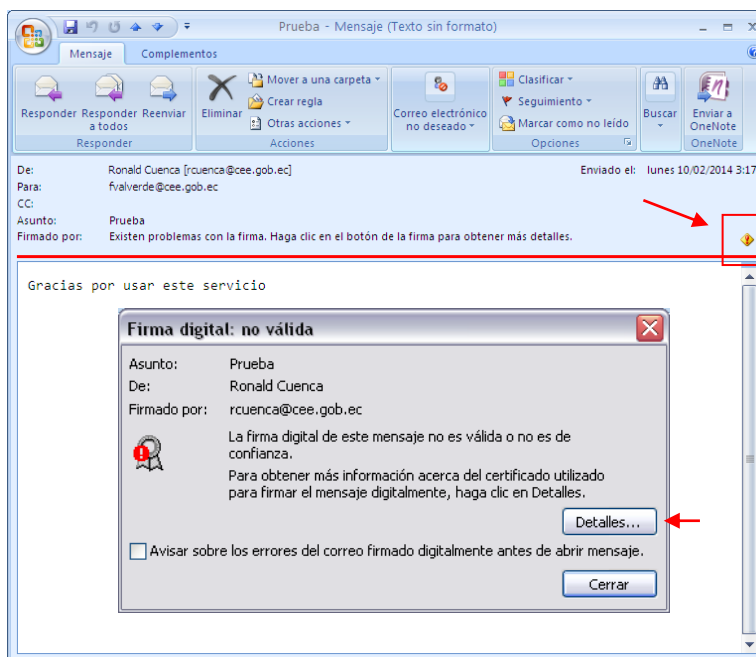 Prueba - Mensaje (Texto sin formato)
Mensaje Complementos
Responder Responder a todos Reenviar
Responder
Eliminar
Mover a una carpeta
Crear regla
Otras acciones
Acciones
Correo electrónico no deseado
Clasificar
Seguimiento
Marcar como no leído
Opciones
Buscar
Enviar a OneNote
OneNote
De: Ronald Cuenca [rcuenca@cee.gob.ec] Enviado el: lunes 10/02/2014 3:17
Para: fvalverde@cee.gob.ec
CC:
Asunto: Prueba
Firmado por: Existen problemas con la firma. Haga clic en el botón de la firma para obtener más detalles.
Gracias por usar este servicio
Firma digital: no válida
Asunto: Prueba
De: Ronald Cuenca
Firmado por: rcuenca@cee.gob.ec
La firma digital de este mensaje no es válida o no es de
confianza.
Para obtener más información acerca del certificado utilizado
para firmar el mensaje digitalmente, haga clic en Detalles.
Detalles...
Avisar sobre los errores del correo firmado digitalmente antes de abrir mensaje.
Cerrar